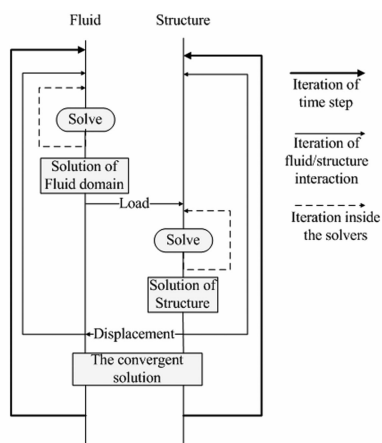 Fluid
Structure
Solve
Solution of
Fluid domain
Load
Solve
Solution of
Structure
Displacement
The convergent
solution
Iteration of
time step
Iteration of
fluid/structure
interaction
Iteration inside
the solvers